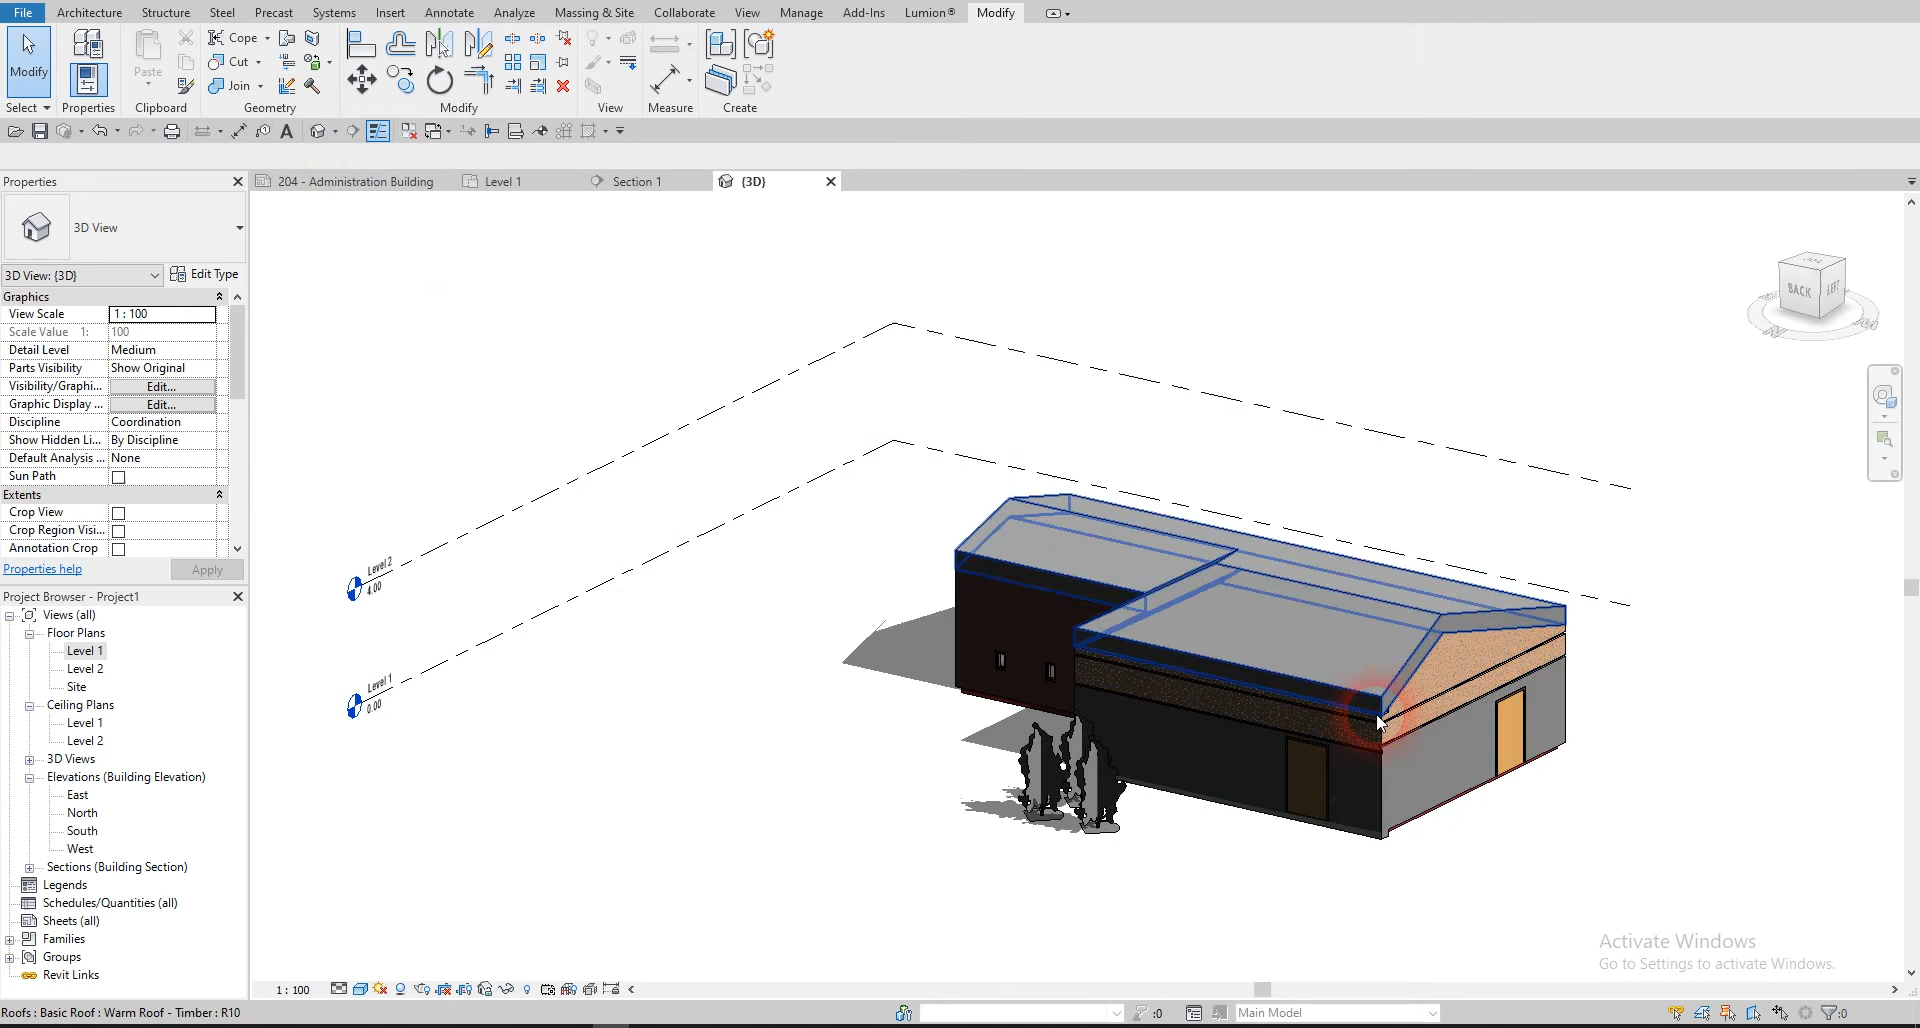 File Architecture Structure Steel Precast Systems Insert Annotate Analyze Massing & Site Collaborate View Manage Add-Ins Lumion® Modify
Modify Paste Cope
Cut
Join
Select Properties Clipboard Geometry Modify View Measure Create
Properties
204 - Administration Building Level 1 Section 1 {3D}
3D View
3D View: {3D} Edit Type
Graphics
View Scale 1 : 100
Scale Value 1: 100
Detail Level Medium
Parts Visibility Show Original
Visibility/Graphi... Edit...
Graphic Display ... Edit...
Discipline Coordination
Show Hidden Li... By Discipline
Default Analysis ... None
Sun Path
Extents
Crop View
Crop Region Visi...
Annotation Crop
Properties help Apply
Project Browser - Project1
Views (all)
Floor Plans
Level 1
Level 2
Site
Ceiling Plans
Level 1
Level 2
3D Views
Elevations (Building Elevation)
East
North
South
West
Sections (Building Section)
Legends
Schedules/Quantities (all)
Sheets (all)
Families
Groups
Revit Links
BACK LEFT
Level 2
4.00
Level 1
0.00
Activate Windows
Go to Settings to activate Windows.
1 : 100
Roofs : Basic Roof : Warm Roof - Timber : R10 :0 Main Model :0